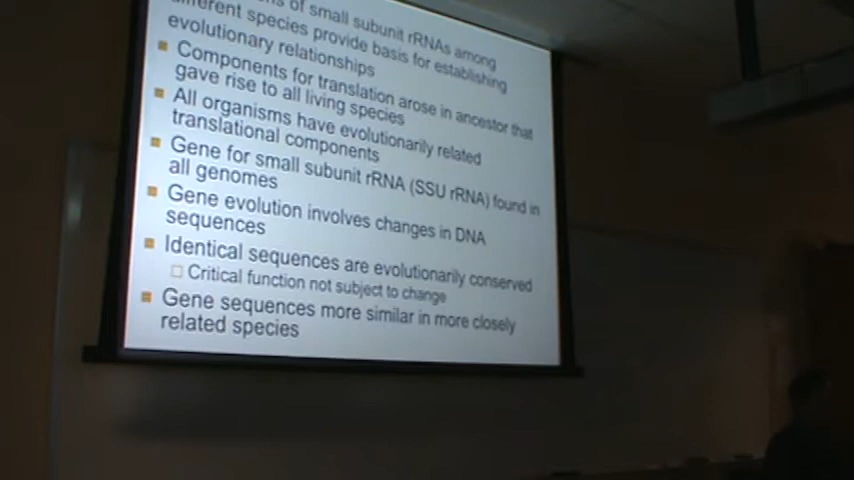 of small subunit rRNAs among
different species provide basis for establishing
evolutionary relationships
Components for translation arose in ancestor that
gave rise to all living species
All organisms have evolutionarily related
translational components
Gene for small subunit rRNA (SSU rRNA) found in
all genomes
Gene evolution involves changes in DNA
sequences
Identical sequences are evolutionarily conserved
Critical function not subject to change
Gene sequences more similar in more closely
related species